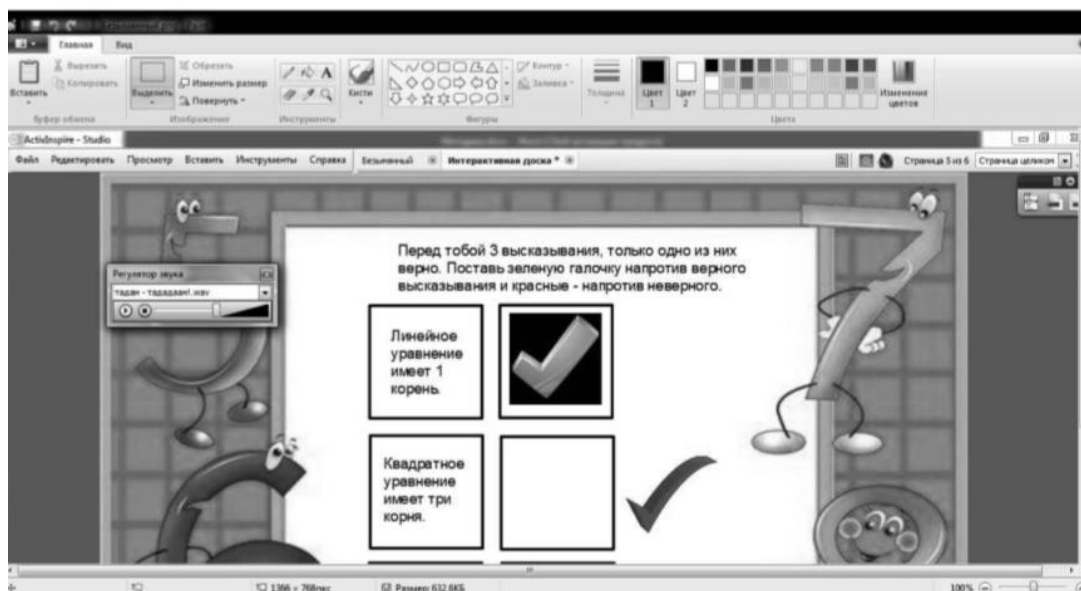 Главная Вид
Вырезать
Копировать
Вставить
Буфер обмена
Выделить
Обрезать
Изменить размер
Повернуть
Изображение
Инструменты
Кисти
Фигуры
Контур
Заливка
Толщина
Цвет 1
Цвет 2
Изменение цветов
Цвета
ActivInspire - Studio
Файл Редактировать Просмотр Вставить Инструменты Справка Безымянный Интерактивная доска * Страница 5 из 6 Страница целиком
Перед тобой 3 высказывания, только одно из них
верно. Поставь зеленую галочку напротив верного
высказывания и красные - напротив неверного.
Регулятор звука
тадам - тададаам!.wav
Линейное
уравнение
имеет 1
корень.
Квадратное
уравнение
имеет три
корня.
1366 × 768пкс Размер: 632,6КБ 100%